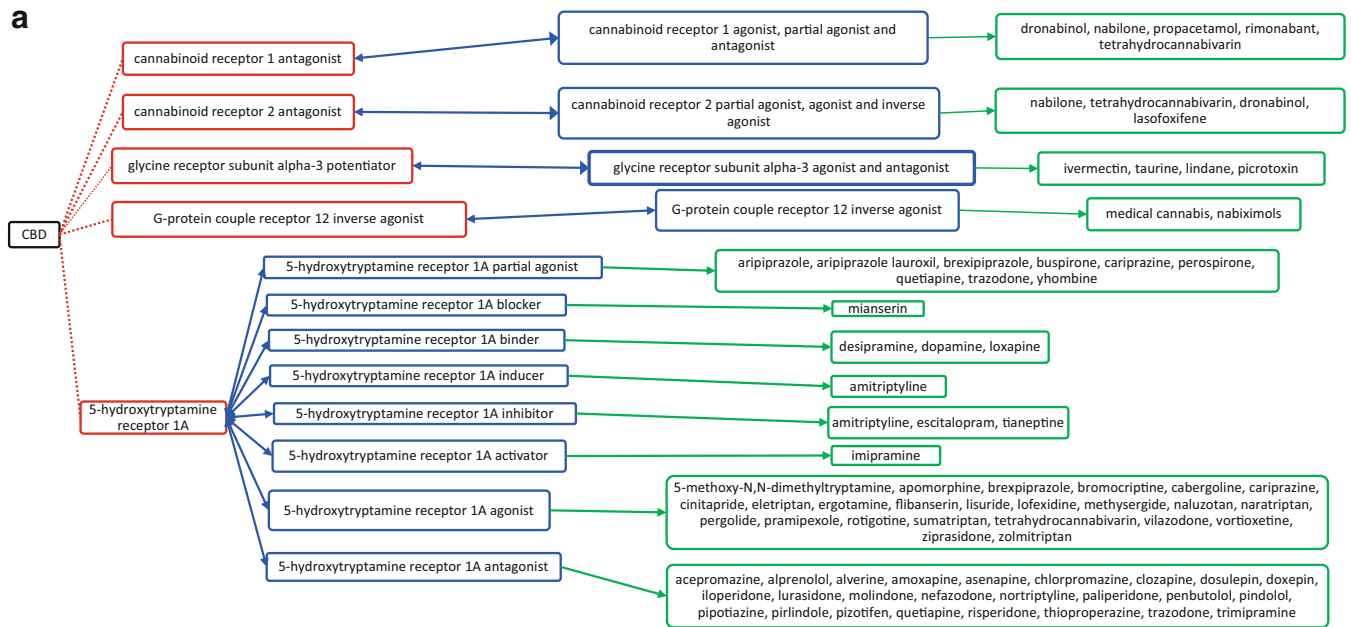 a
cannabinoid receptor 1 antagonist
cannabinoid receptor 1 agonist, partial agonist and
antagonist
dronabinol, nabilone, propacetamol, rimonabant,
tetrahydrocannabivarin
cannabinoid receptor 2 antagonist
cannabinoid receptor 2 partial agonist, agonist and inverse
agonist
nabilone, tetrahydrocannabivarin, dronabinol,
lasofoxifene
glycine receptor subunit alpha-3 potentiator
glycine receptor subunit alpha-3 agonist and antagonist
ivermectin, taurine, lindane, picrotoxin
G-protein couple receptor 12 inverse agonist
G-protein couple receptor 12 inverse agonist
medical cannabis, nabiximols
CBD
5-hydroxytryptamine receptor 1A partial agonist
aripiprazole, aripiprazole lauroxil, brexipiprazole, buspirone, cariprazine, perospirone,
quetiapine, trazodone, yhombine
5-hydroxytryptamine receptor 1A blocker
mianserin
5-hydroxytryptamine receptor 1A binder
desipramine, dopamine, loxapine
5-hydroxytryptamine receptor 1A inducer
amitriptyline
5-hydroxytryptamine
receptor 1A
5-hydroxytryptamine receptor 1A inhibitor
amitriptyline, escitalopram, tianeptine
5-hydroxytryptamine receptor 1A activator
imipramine
5-hydroxytryptamine receptor 1A agonist
5-methoxy-N,N-dimethyltryptamine, apomorphine, brexpiprazole, bromocriptine, cabergoline, cariprazine,
cinitapride, eletriptan, ergotamine, flibanserin, lisuride, lofexidine, methysergide, naluzotan, naratriptan,
pergolide, pramipexole, rotigotine, sumatriptan, tetrahydrocannabivarin, vilazodone, vortioxetine,
ziprasidone, zolmitriptan
5-hydroxytryptamine receptor 1A antagonist
acepromazine, alprenolol, alverine, amoxapine, asenapine, chlorpromazine, clozapine, dosulepin, doxepin,
iloperidone, lurasidone, molindone, nefazodone, nortriptyline, paliperidone, penbutolol, pindolol,
pipotiazine, pirlindole, pizotifen, quetiapine, risperidone, thioproperazine, trazodone, trimipramine